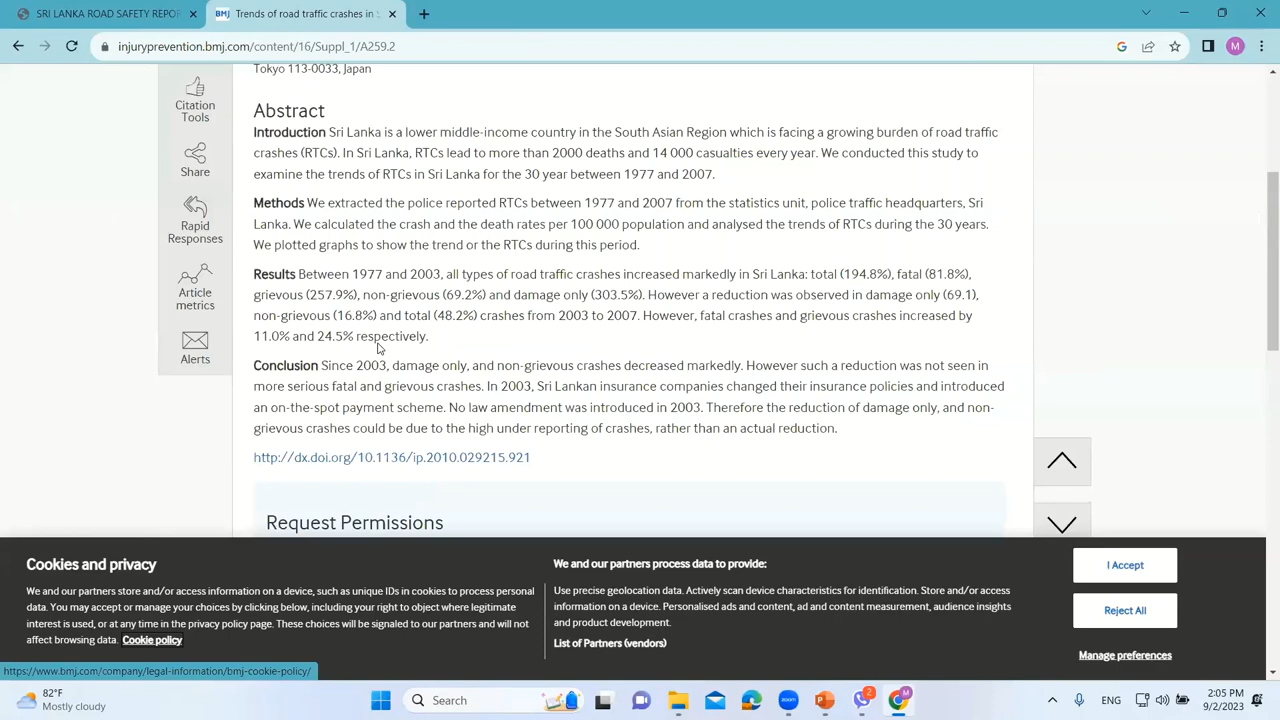 SRI LANKA ROAD SAFETY REPOR
BMJ
Trends of road traffic crashes in S
injuryprevention.bmj.com/content/16/Suppl_1/A259.2
M
Tokyo 113-0033, Japan
Citation
Tools
Share
Rapid
Responses
Article
metrics
Alerts
Abstract
Introduction Sri Lanka is a lower middle-income country in the South Asian Region which is facing a growing burden of road traffic
crashes (RTCs). In Sri Lanka, RTCs lead to more than 2000 deaths and 14 000 casualties every year. We conducted this study to
examine the trends of RTCs in Sri Lanka for the 30 year between 1977 and 2007.
Methods We extracted the police reported RTCs between 1977 and 2007 from the statistics unit, police traffic headquarters, Sri
Lanka. We calculated the crash and the death rates per 100 000 population and analysed the trends of RTCs during the 30 years.
We plotted graphs to show the trend or the RTCs during this period.
Results Between 1977 and 2003, all types of road traffic crashes increased markedly in Sri Lanka: total (194.8%), fatal (81.8%),
grievous (257.9%), non-grievous (69.2%) and damage only (303.5%). However a reduction was observed in damage only (69.1),
non-grievous (16.8%) and total (48.2%) crashes from 2003 to 2007. However, fatal crashes and grievous crashes increased by
11.0% and 24.5% respectively.
Conclusion Since 2003, damage only, and non-grievous crashes decreased markedly. However such a reduction was not seen in
more serious fatal and grievous crashes. In 2003, Sri Lankan insurance companies changed their insurance policies and introduced
an on-the-spot payment scheme. No law amendment was introduced in 2003. Therefore the reduction of damage only, and non-
grievous crashes could be due to the high under reporting of crashes, rather than an actual reduction.
http://dx.doi.org/10.1136/ip.2010.029215.921
Request Permissions
Cookies and privacy
We and our partners store and/or access information on a device, such as unique IDs in cookies to process personal
data. You may accept or manage your choices by clicking below, including your right to object where legitimate
interest is used, or at any time in the privacy policy page. These choices will be signaled to our partners and will not
affect browsing data. Cookie policy
We and our partners process data to provide:
Use precise geolocation data. Actively scan device characteristics for identification. Store and/or access
information on a device. Personalised ads and content, ad and content measurement, audience insights
and product development.
List of Partners (vendors)
I Accept
Reject All
Manage preferences
https://www.bmj.com/company/legal-information/bmj-cookie-policy/
82°F
Mostly cloudy
Search
zoom
2
M
ENG
2:05 PM
9/2/2023